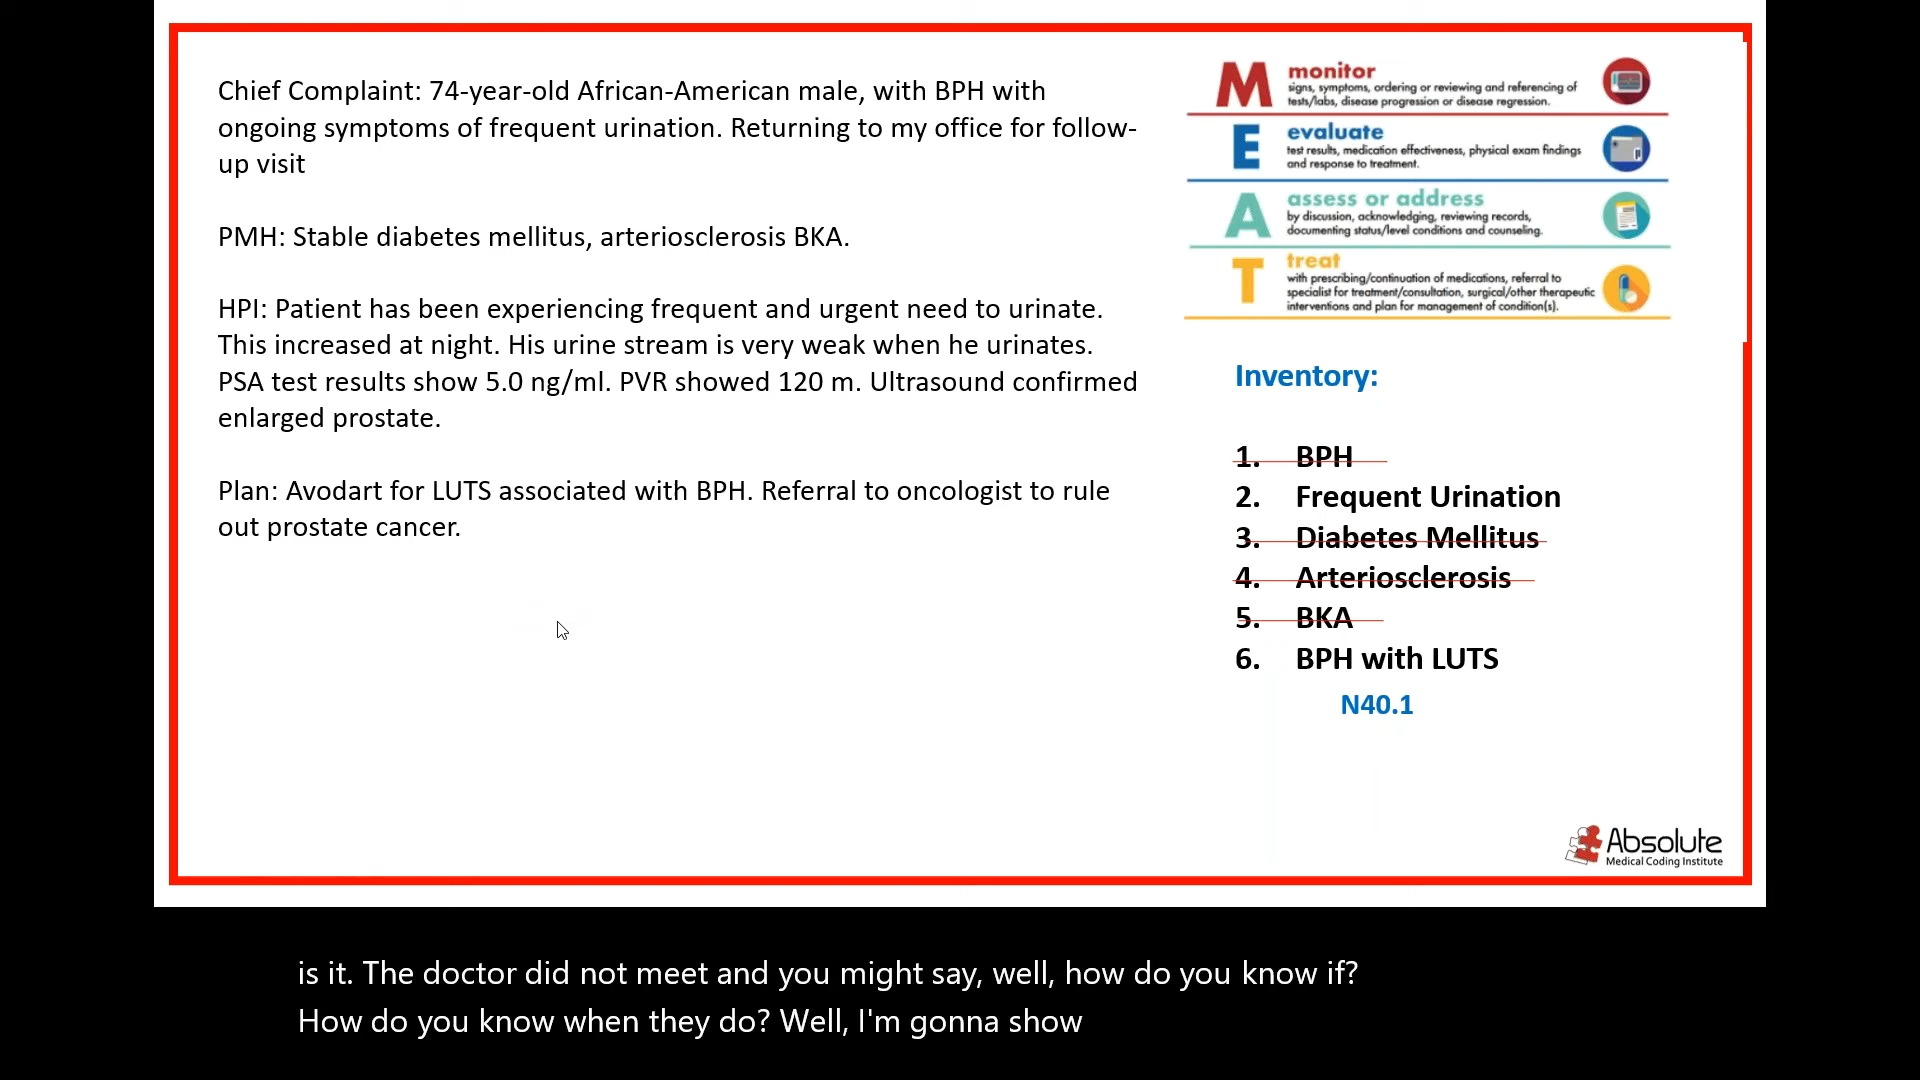 Chief Complaint: 74-year-old African-American male, with BPH with
ongoing symptoms of frequent urination. Returning to my office for follow-
up visit
PMH: Stable diabetes mellitus, arteriosclerosis BKA.
HPI: Patient has been experiencing frequent and urgent need to urinate.
This increased at night. His urine stream is very weak when he urinates.
PSA test results show 5.0 ng/ml. PVR showed 120 m. Ultrasound confirmed
enlarged prostate.
Plan: Avodart for LUTS associated with BPH. Referral to oncologist to rule
out prostate cancer.
M monitor
signs, symptoms, ordering or reviewing and referencing of
tests/labs, disease progression or disease regression.
E evaluate
test results, medication effectiveness, physical exam findings
and response to treatment.
A assess or address
by discussion, acknowledging, reviewing records,
documenting status/level conditions and counseling.
T treat
with prescribing/continuation of medications, referral to
specialist for treatment/consultation, surgical/other therapeutic
interventions and plan for management of condition(s).
Inventory:
1. BPH
2. Frequent Urination
3. Diabetes Mellitus
4. Arteriosclerosis
5. BKA
6. BPH with LUTS
N40.1
Absolute
Medical Coding Institute
is it. The doctor did not meet and you might say, well, how do you know if?
How do you know when they do? Well, I'm gonna show